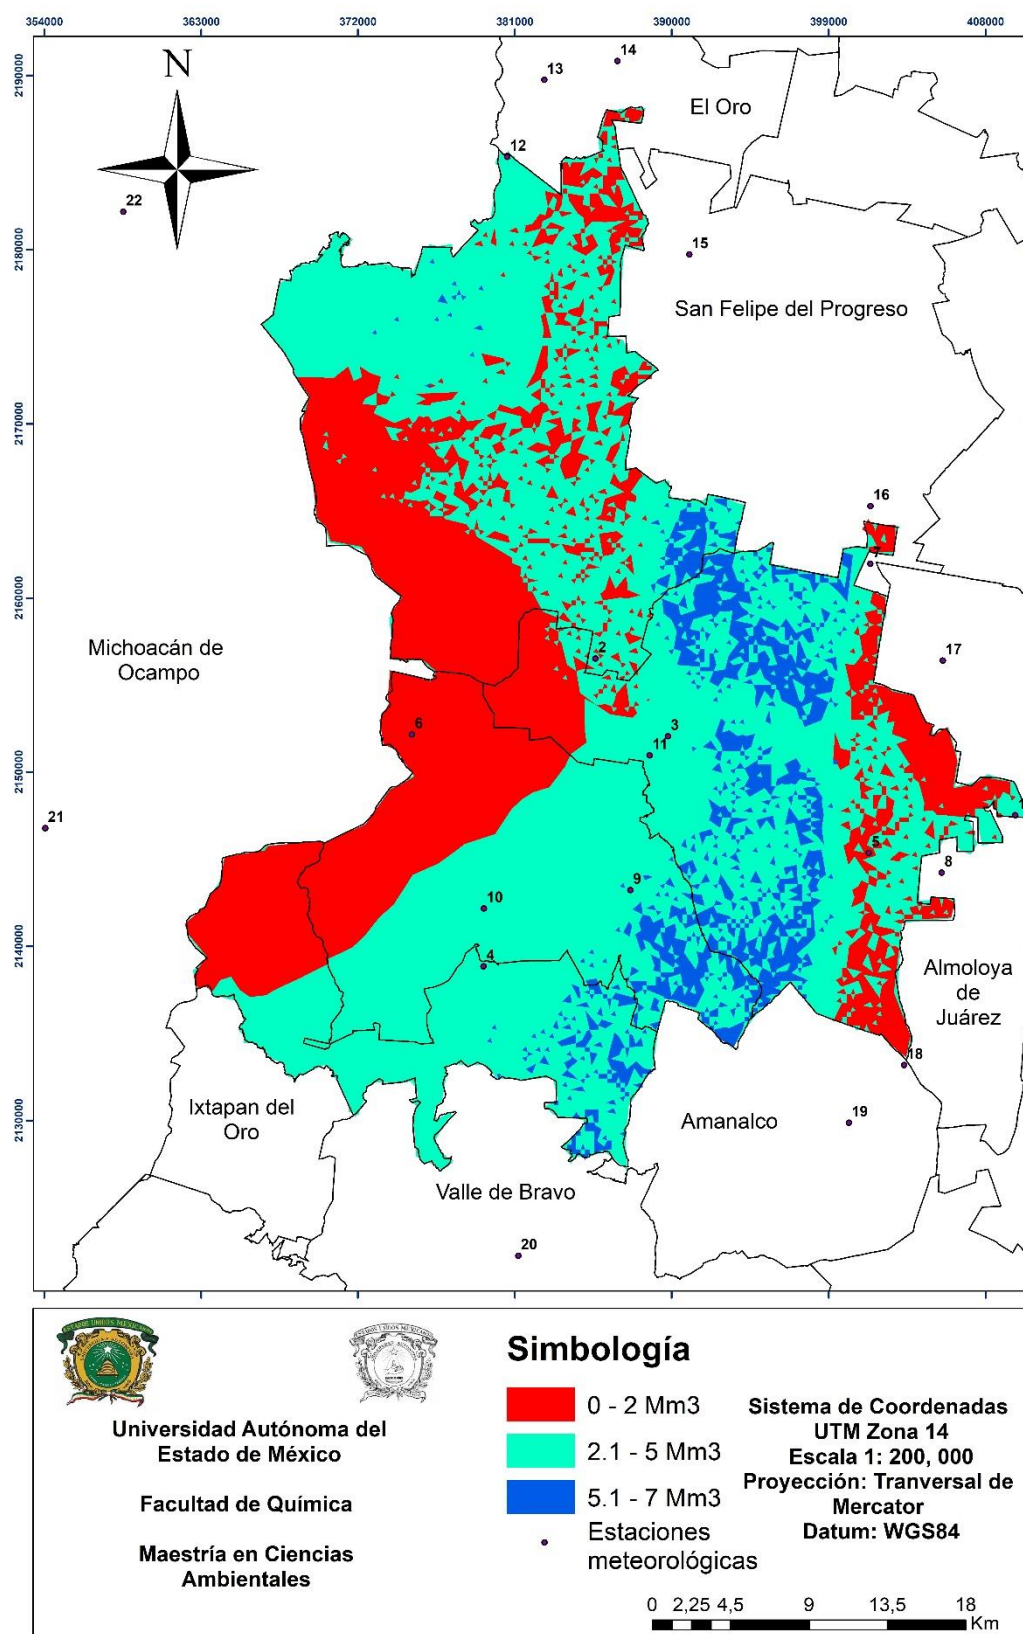 354000 363000 372000 381000 390000 399000 408000
2190000
2180000
2170000
2160000
2150000
2140000
2130000
N
14
13
El Oro
12
22
15
San Felipe del Progreso
16
7
Michoacán de
Ocampo
2
17
3
6
11
21
5
8
9
10
4
Almoloya
de
Juárez
18
Ixtapan del
Oro
Amanalco
19
Valle de Bravo
20
ESTADOS UNIDOS MEXICANOS
Universidad Autónoma del
Estado de México
Facultad de Química
Maestría en Ciencias
Ambientales
Simbología
0 - 2 Mm3
2.1 - 5 Mm3
5.1 - 7 Mm3
Estaciones
meteorológicas
Sistema de Coordenadas
UTM Zona 14
Escala 1: 200, 000
Proyección: Tranversal de
Mercator
Datum: WGS84
0 2,25 4,5 9 13,5 18
Km